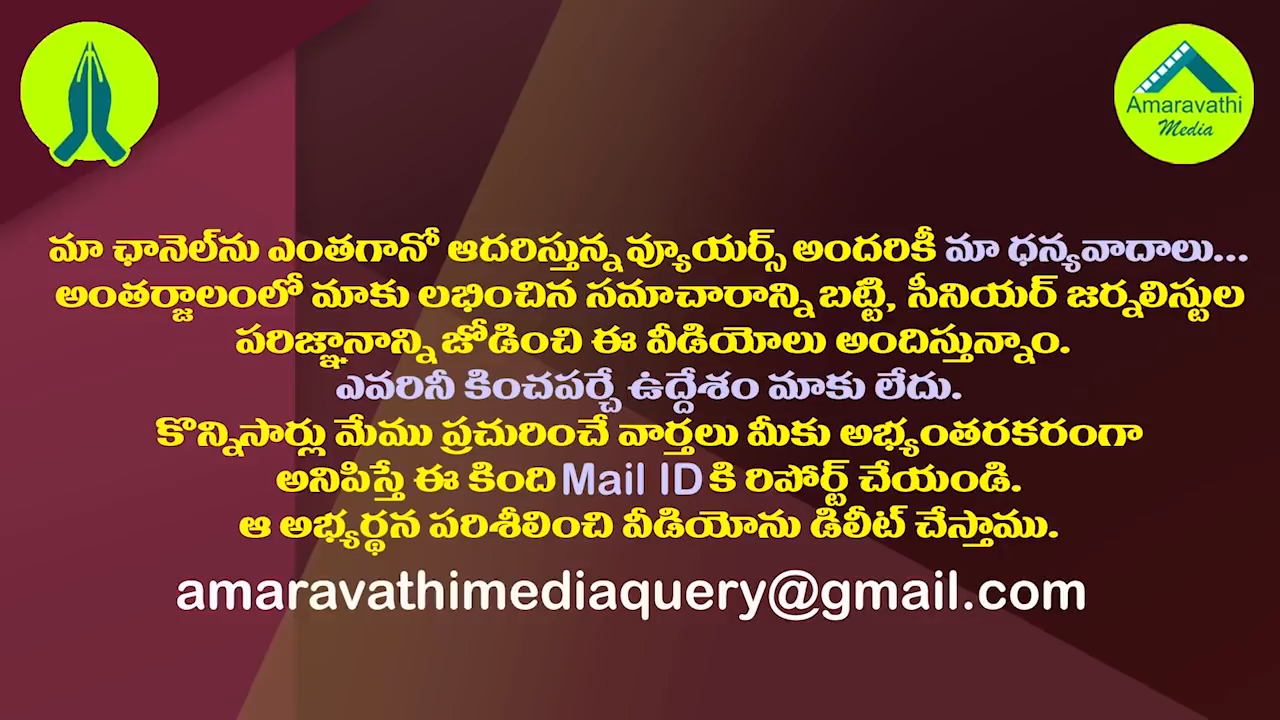 Amaravathi
Media
మా ఛానెల్‌ను ఎంతగానో ఆదరిస్తున్న వ్యూయర్స్ అందరికీ మా ధన్యవాదాలు...
అంతర్జాలంలో మాకు లభించిన సమాచారాన్ని బట్టి, సీనియర్ జర్నలిస్టుల
పరిజ్ఞానాన్ని జోడించి ఈ వీడియోలు అందిస్తున్నాం.
ఎవరినీ కించపర్చే ఉద్దేశం మాకు లేదు.
కొన్నిసార్లు మేము ప్రచురించే వార్తలు మీకు అభ్యంతరకరంగా
అనిపిస్తే ఈ కింది Mail ID కి రిపోర్ట్ చేయండి.
ఆ అభ్యర్థన పరిశీలించి వీడియోను డిలీట్ చేస్తాము.
amaravathimediaquery@gmail.com